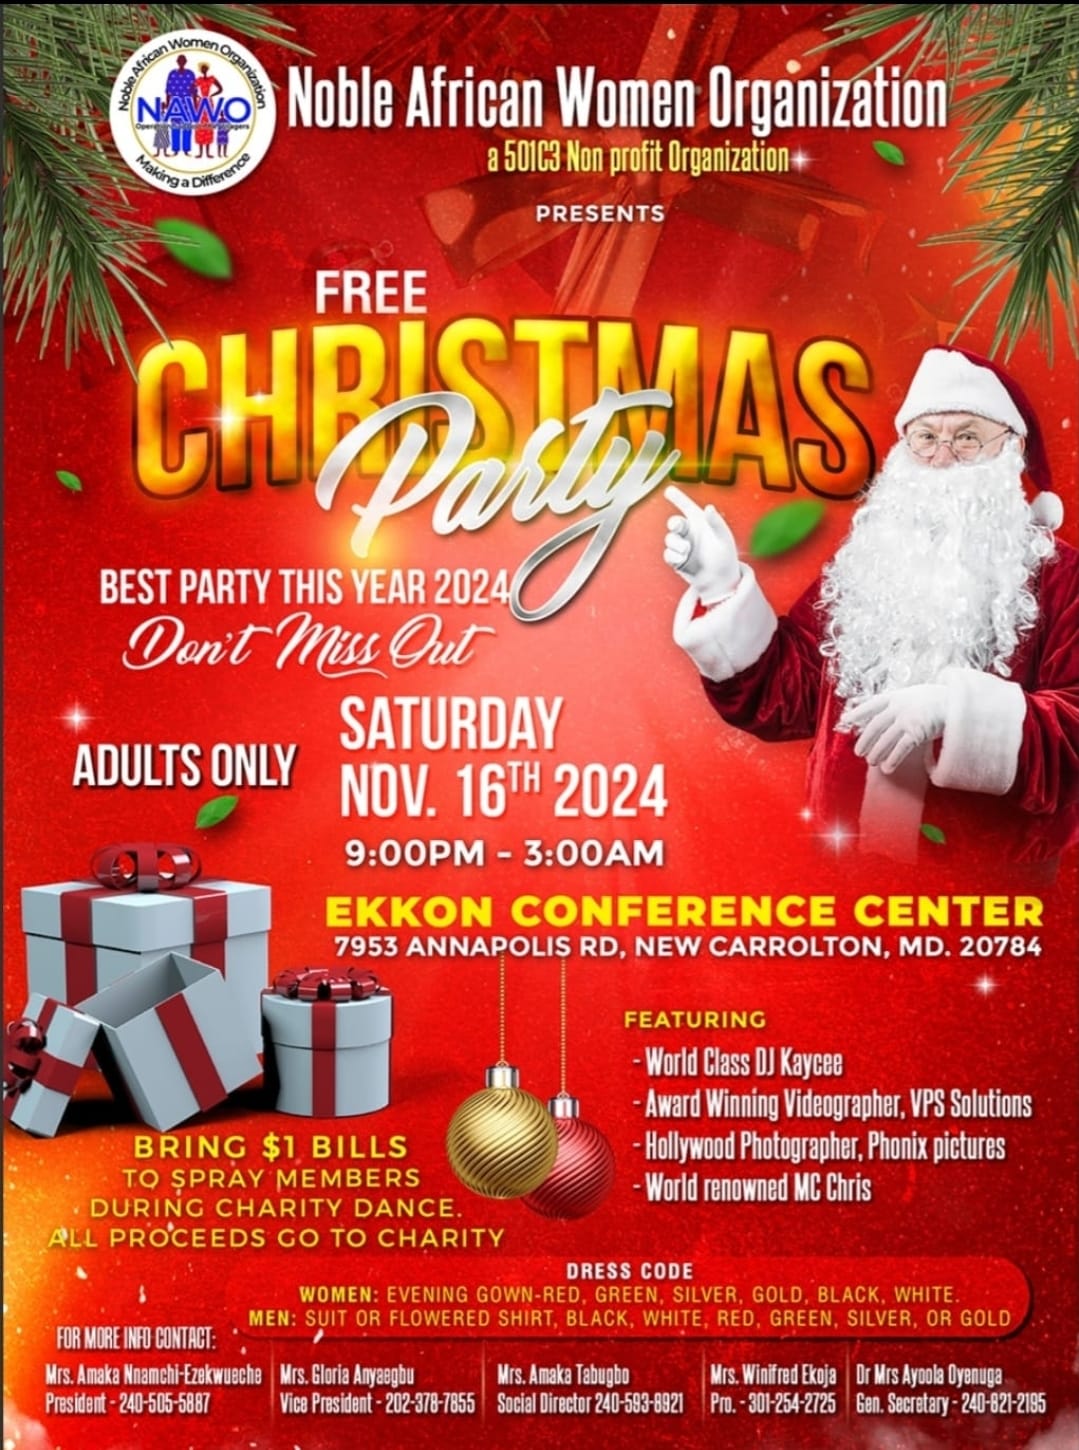 Noble African Women Organization
NAWO
Making a Difference
Noble African Women Organization
a 501C3 Non profit Organization
PRESENTS
FREE
CHRISTMAS
Party
BEST PARTY THIS YEAR 2024
Don't Miss Out
ADULTS ONLY
SATURDAY
NOV. 16TH 2024
9:00PM - 3:00AM
EKKON CONFERENCE CENTER
7953 ANNAPOLIS RD, NEW CARROLTON, MD. 20784
FEATURING
- World Class DJ Kaycee
- Award Winning Videographer, VPS Solutions
- Hollywood Photographer, Phonix pictures
- World renowned MC Chris
BRING $1 BILLS
TO SPRAY MEMBERS
DURING CHARITY DANCE.
ALL PROCEEDS GO TO CHARITY
DRESS CODE
WOMEN: EVENING GOWN-RED, GREEN, SILVER, GOLD, BLACK, WHITE.
MEN: SUIT OR FLOWERED SHIRT, BLACK, WHITE, RED, GREEN, SILVER, OR GOLD
FOR MORE INFO CONTACT:
Mrs. Amaka Nnamchi-Ezekwueche
President - 240-505-5887
Mrs. Gloria Anyaegbu
Vice President - 202-378-7855
Mrs. Amaka Tabugbo
Social Director 240-593-8921
Mrs. Winifred Ekoja
Pro. - 301-254-2725
Dr Mrs Ayoola Oyenuga
Gen. Secretary - 240-821-2195